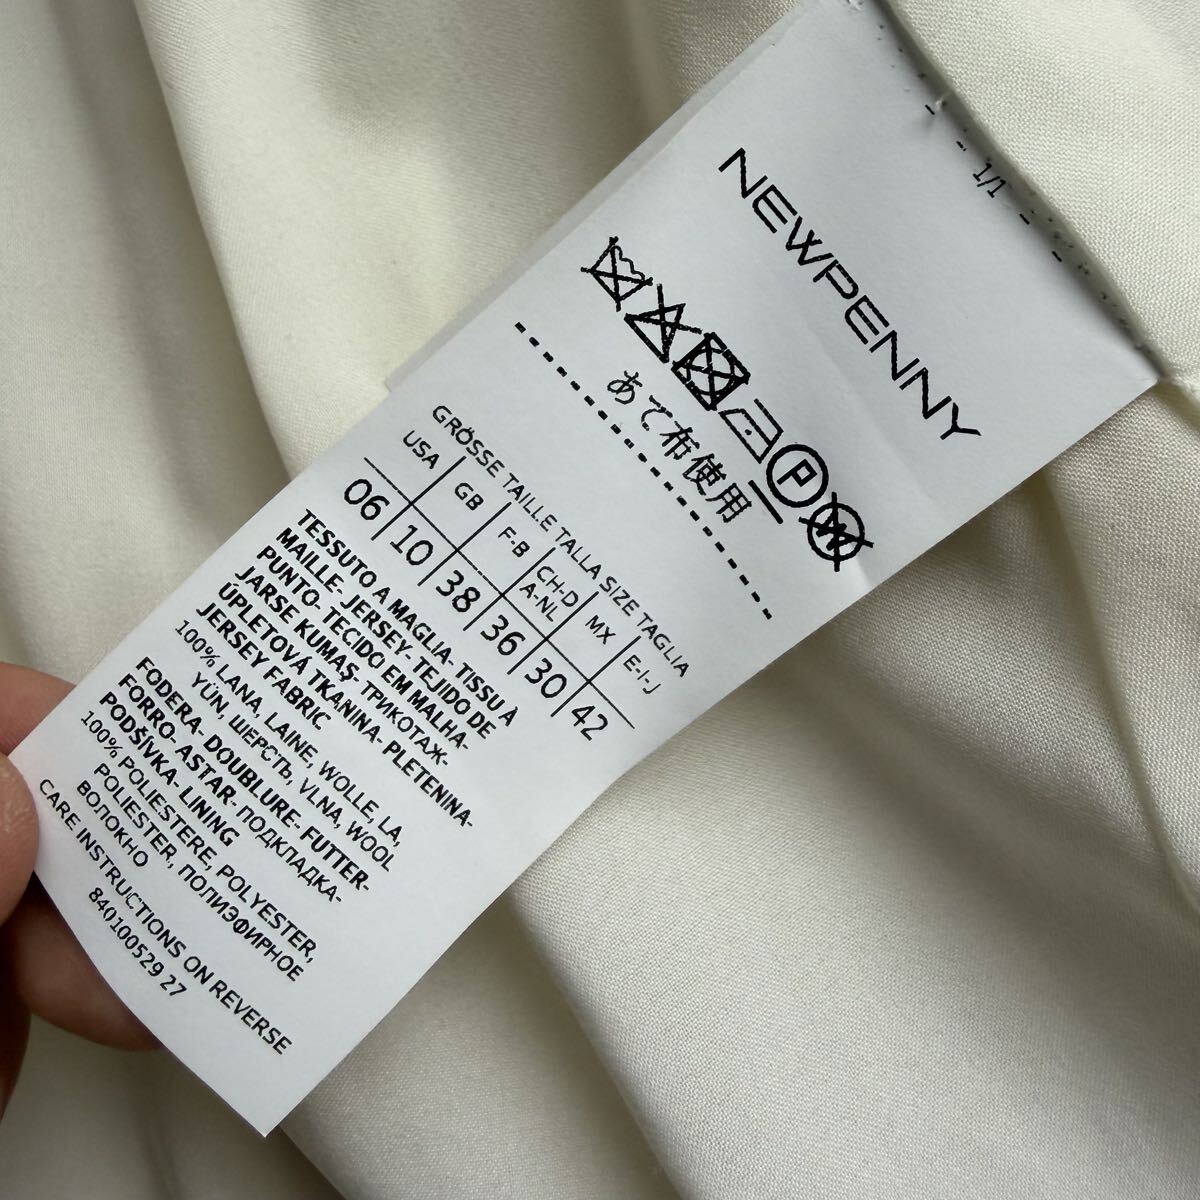 1/1
NEWPENNY
P
W
あて布使用
GRÖSSE TAILLE TALLA SIZE TAGLIA
USA GB F-B CH-D A-NL MX E-I-J
06 10 38 36 30 42
TESSUTO A MAGLIA- TISSU À
MAILLE- JERSEY- TEJIDO DE
PUNTO- TECIDO EM MALHA-
JARSE KUMAŞ- ТРИКОТАЖ-
ÚPLETOVÁ TKANINA- PLETENINA-
JERSEY FABRIC
100% LANA, LAINE, WOLLE, LA,
YÜN, ШЕРСТЬ, VLNA, WOOL
FODERA- DOUBLURE- FUTTER-
FORRO- ASTAR- ПОДКЛАДКА-
PODŠÍVKA- LINING
100% POLIESTERE, POLYESTER,
POLIESTER, ПОЛИЭФИРНОЕ
ВОЛОКНО
CARE INSTRUCTIONS ON REVERSE
840100529 27